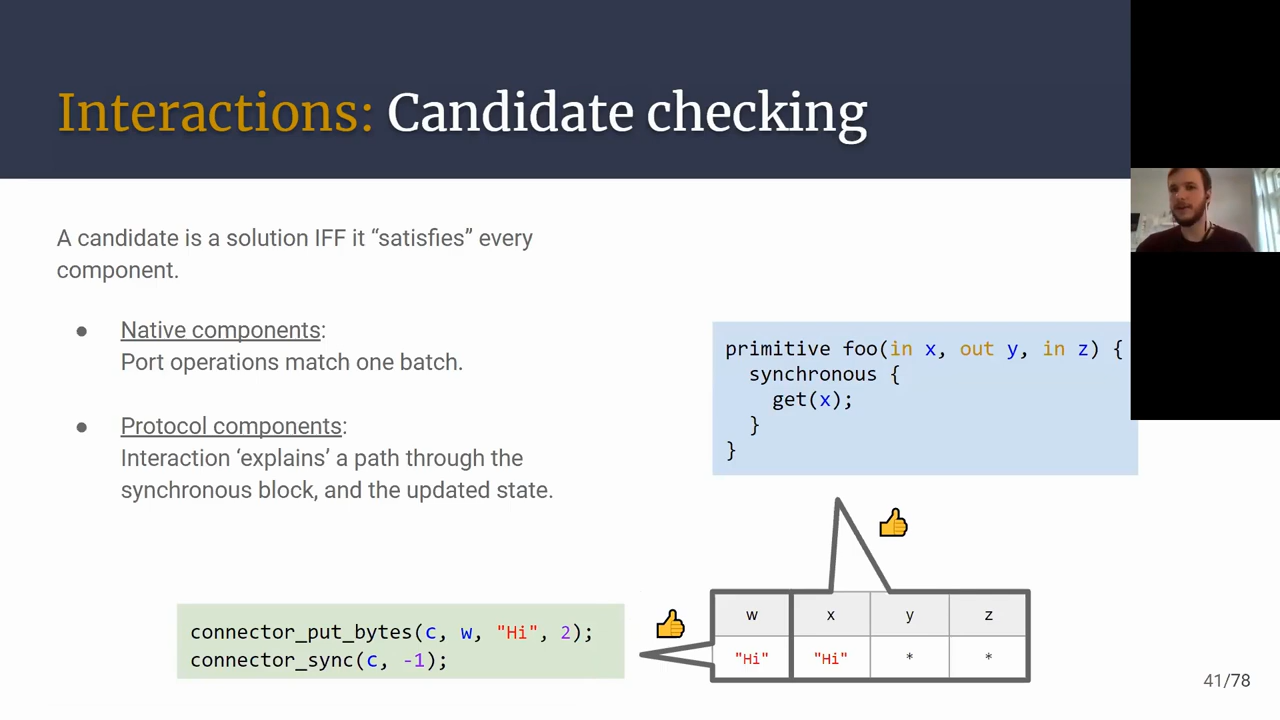 Interactions: Candidate checking
A candidate is a solution IFF it “satisfies” every
component.
● Native components:
Port operations match one batch.
● Protocol components:
Interaction ‘explains’ a path through the
synchronous block, and the updated state.
primitive foo(in x, out y, in z) {
synchronous {
get(x);
}
}
connector_put_bytes(c, w, "Hi", 2);
connector_sync(c, -1);
w x y z
"Hi" "Hi" * *
41/78